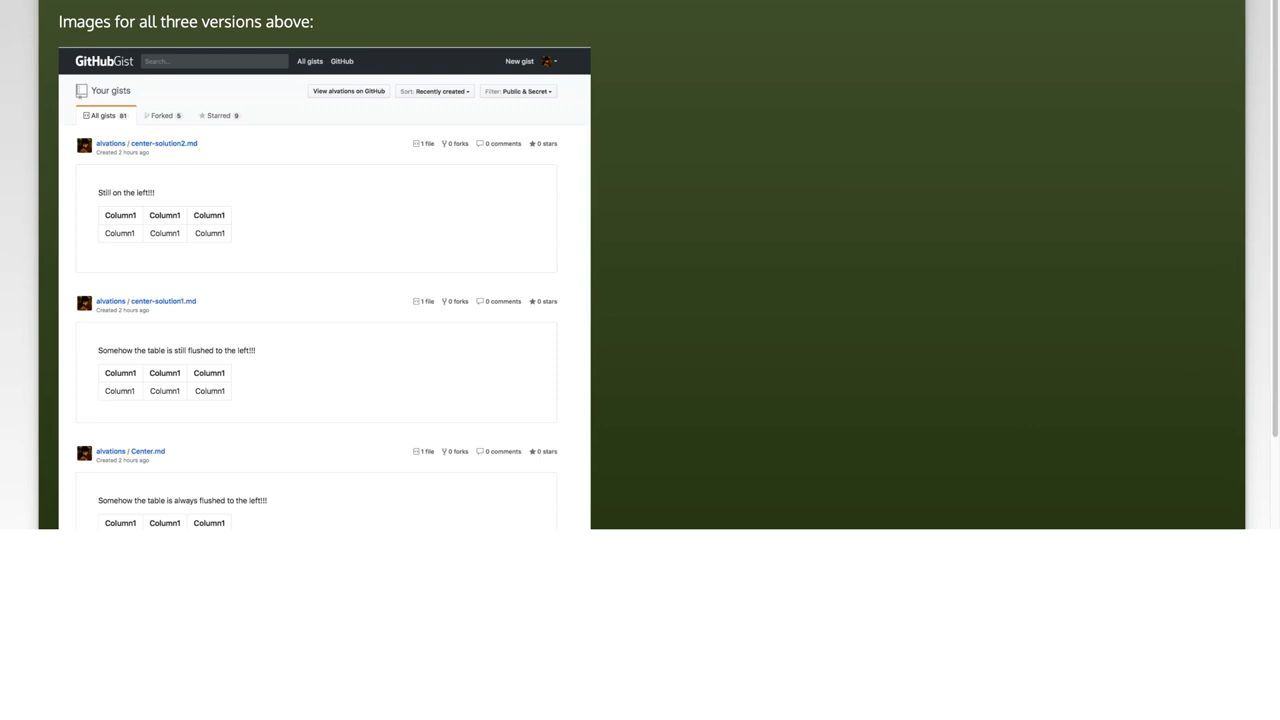 Images for all three versions above:
GitHubGist Search... All gists GitHub New gist
Your gists View alvations on GitHub Sort: Recently created Filter: Public & Secret
All gists 81 Forked 5 Starred 9
alvations / center-solution2.md 1 file 0 forks 0 comments 0 stars
Created 2 hours ago
Still on the left!!!
Column1 Column1 Column1
Column1 Column1 Column1
alvations / center-solution1.md 1 file 0 forks 0 comments 0 stars
Created 2 hours ago
Somehow the table is still flushed to the left!!!
Column1 Column1 Column1
Column1 Column1 Column1
alvations / Center.md 1 file 0 forks 0 comments 0 stars
Created 2 hours ago
Somehow the table is always flushed to the left!!!
Column1 Column1 Column1